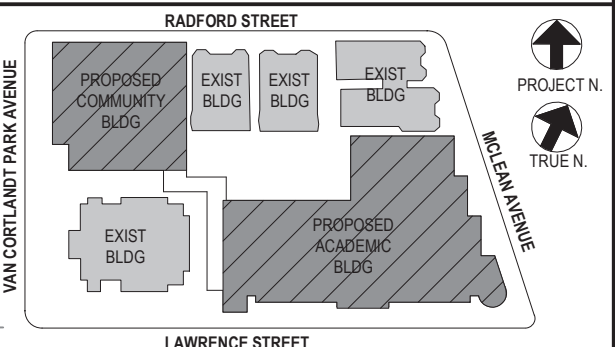 RADFORD STREET
VAN CORTLANDT PARK AVENUE
PROPOSED
COMMUNITY
BLDG
EXIST
BLDG
EXIST
BLDG
EXIST
BLDG
PROJECT N.
TRUE N.
MCLEAN AVENUE
EXIST
BLDG
PROPOSED
ACADEMIC
BLDG
LAWRENCE STREET